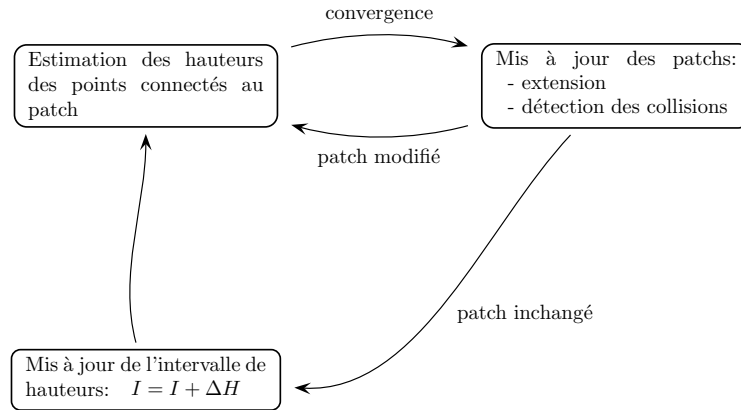 convergence
Estimation des hauteurs
des points connectés au
patch
Mis à jour des patchs:
- extension
- détection des collisions
patch modifié
patch inchangé
Mis à jour de l'intervalle de
hauteurs: I = I + ΔH